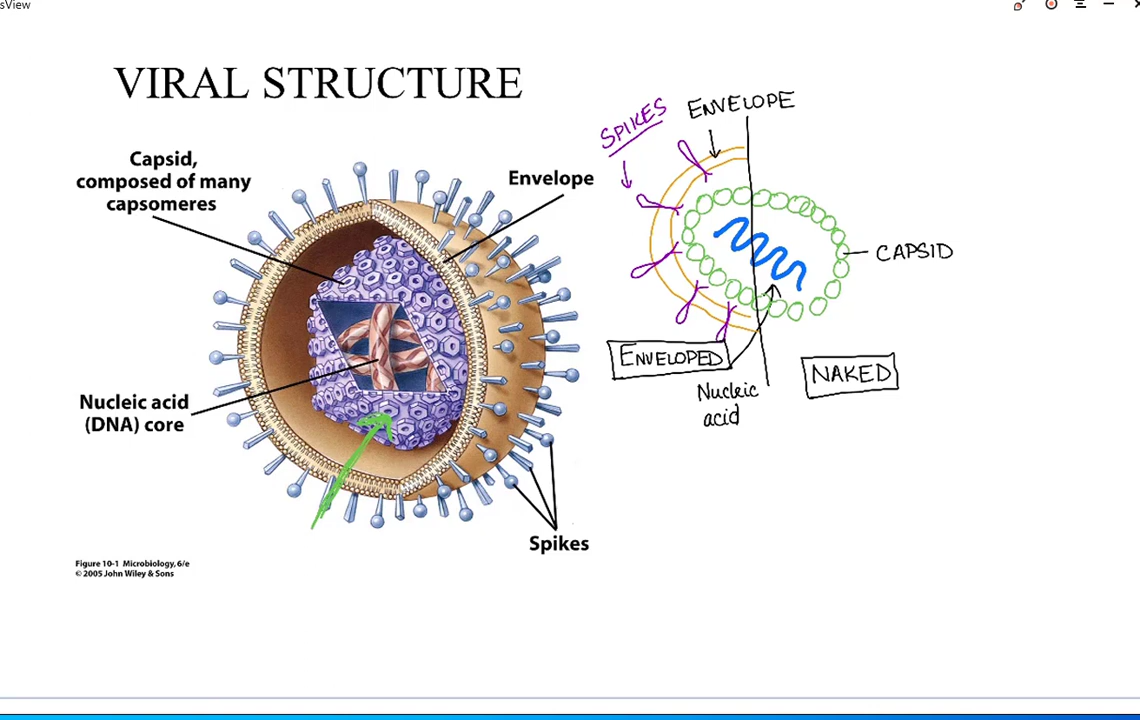 sView
VIRAL STRUCTURE
Capsid,
composed of many
capsomeres
Envelope
Nucleic acid
(DNA) core
Spikes
Figure 10-1 Microbiology, 6/e
© 2005 John Wiley & Sons
SPIKES
ENVELOPE
CAPSID
ENVELOPED
NAKED
Nucleic
acid